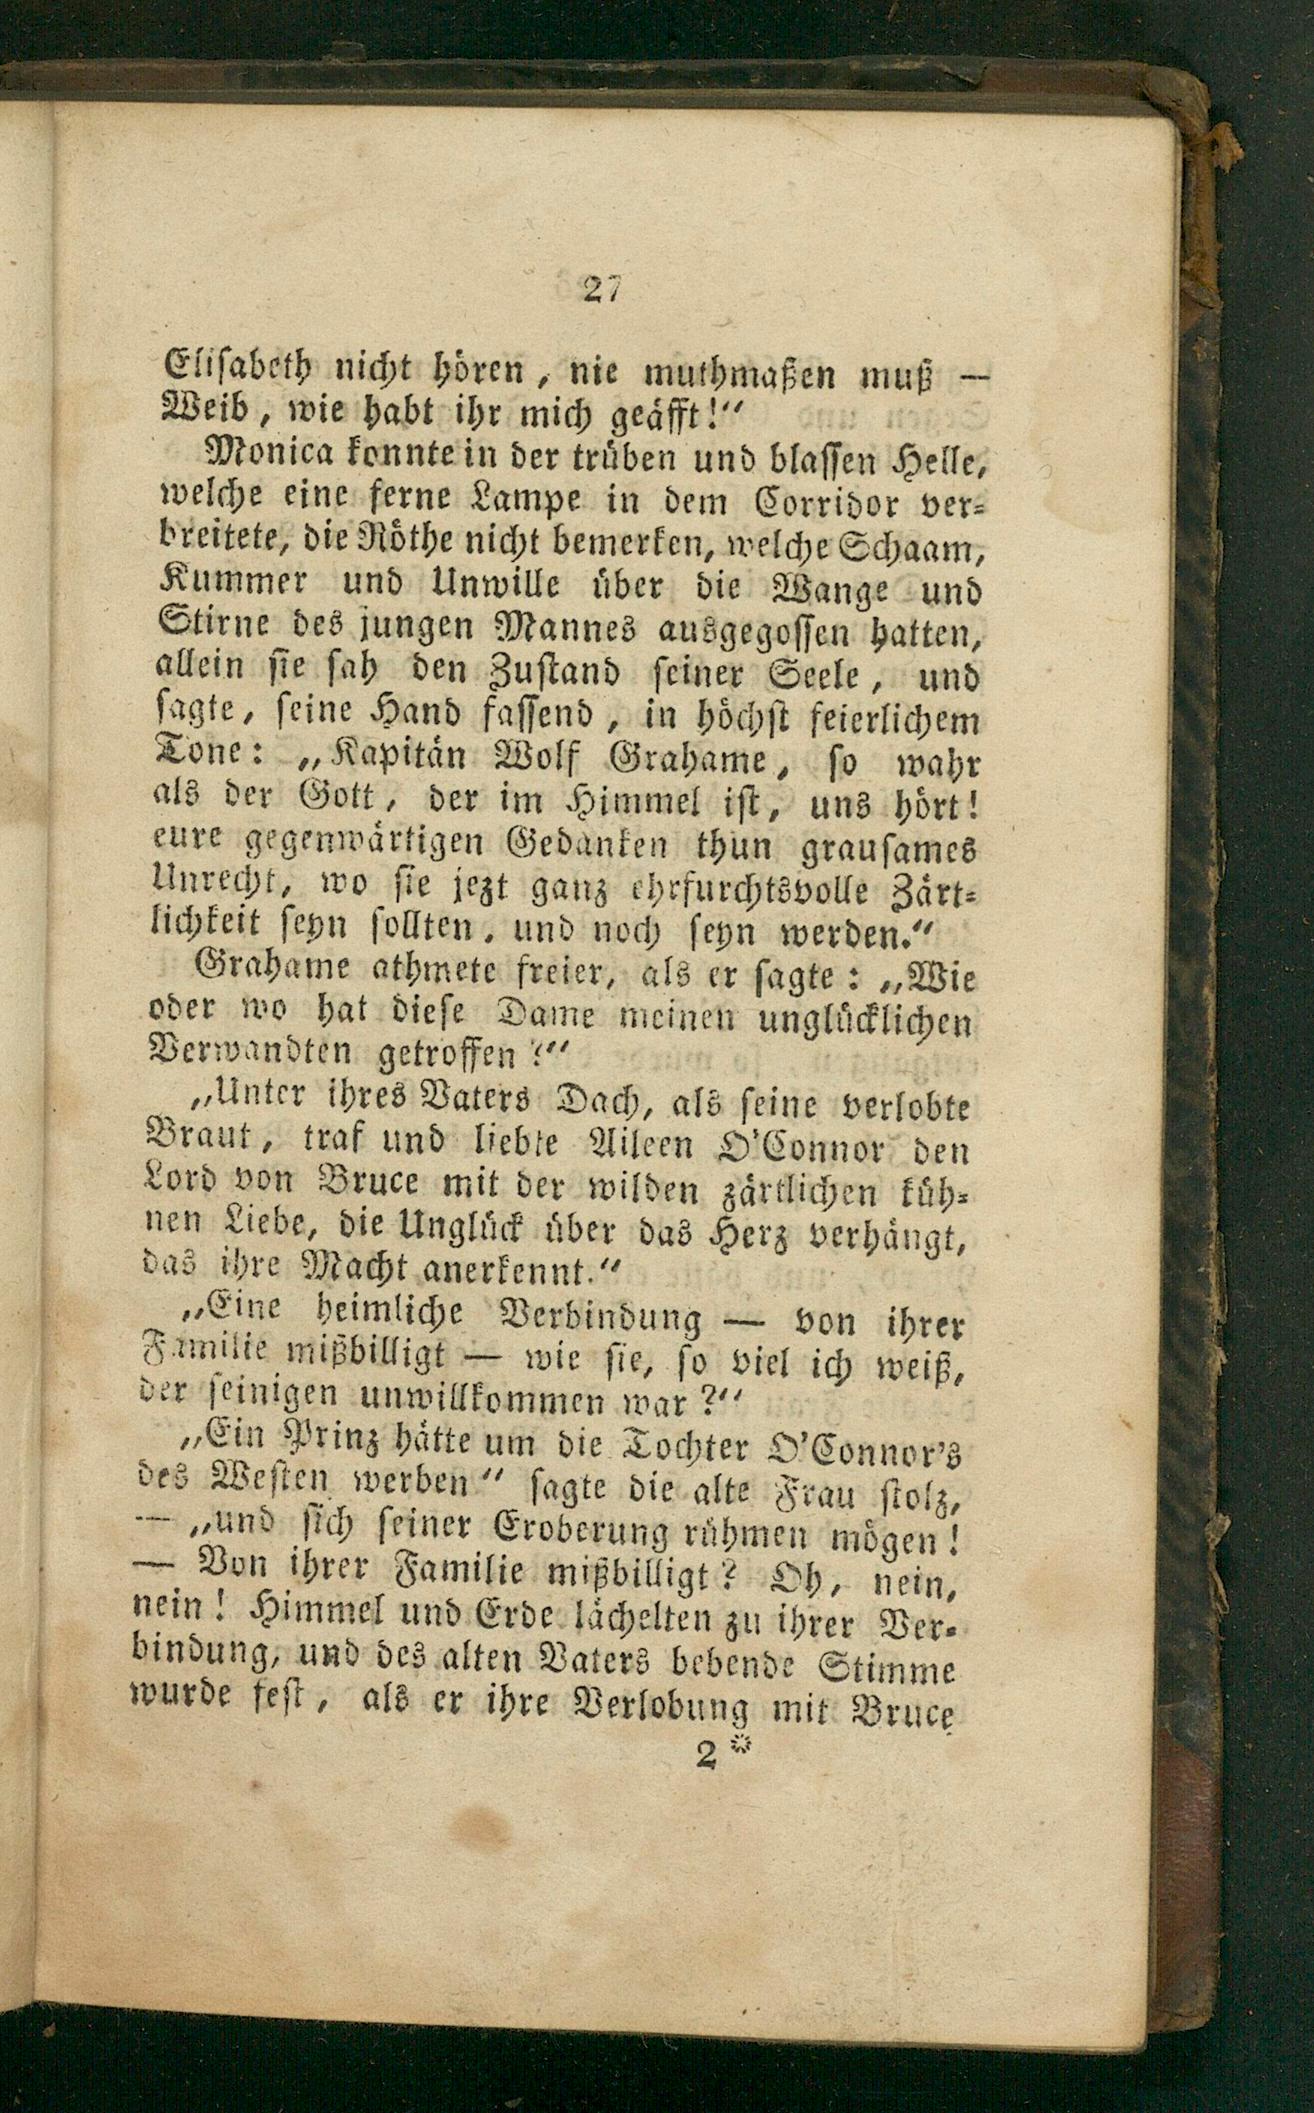 27
Elisabeth nicht hören, nie muthmaßen muß —
Weib, wie habt ihr mich geäfft!“
Monica konnte in der trüben und blassen Helle,
welche eine ferne Lampe in dem Corridor ver-
breitete, die Röthe nicht bemerken, welche Schaam,
Kummer und Unwille über die Wange und
Stirne des jungen Mannes ausgegossen hatten,
allein sie sah den Zustand seiner Seele, und
sagte, seine Hand fassend, in höchst feierlichem
Tone: „Kapitän Wolf Grahame, so wahr
als der Gott, der im Himmel ist, uns hört!
eure gegenwärtigen Gedanken thun grausames
Unrecht, wo sie jezt ganz ehrfurchtsvolle Zärt-
lichkeit seyn sollten, und noch seyn werden.“
Grahame athmete freier, als er sagte: „Wie
oder wo hat diese Dame meinen unglücklichen
Verwandten getroffen?“
„Unter ihres Vaters Dach, als seine verlobte
Braut, traf und liebte Aileen O'Connor den
Lord von Bruce mit der wilden zärtlichen küh-
nen Liebe, die Unglück über das Herz verhängt,
das ihre Macht anerkennt.“
„Eine heimliche Verbindung — von ihrer
Familie mißbilligt — wie sie, so viel ich weiß,
der seinigen unwillkommen war?“
„Ein Prinz hätte um die Tochter O'Connor's
des Westen werben“ sagte die alte Frau stolz,
— „und sich seiner Eroberung rühmen mögen!
— Von ihrer Familie mißbilligt? Oh, nein,
nein! Himmel und Erde lächelten zu ihrer Ver-
bindung, und des alten Vaters bebende Stimme
wurde fest, als er ihre Verlobung mit Bruce
2*